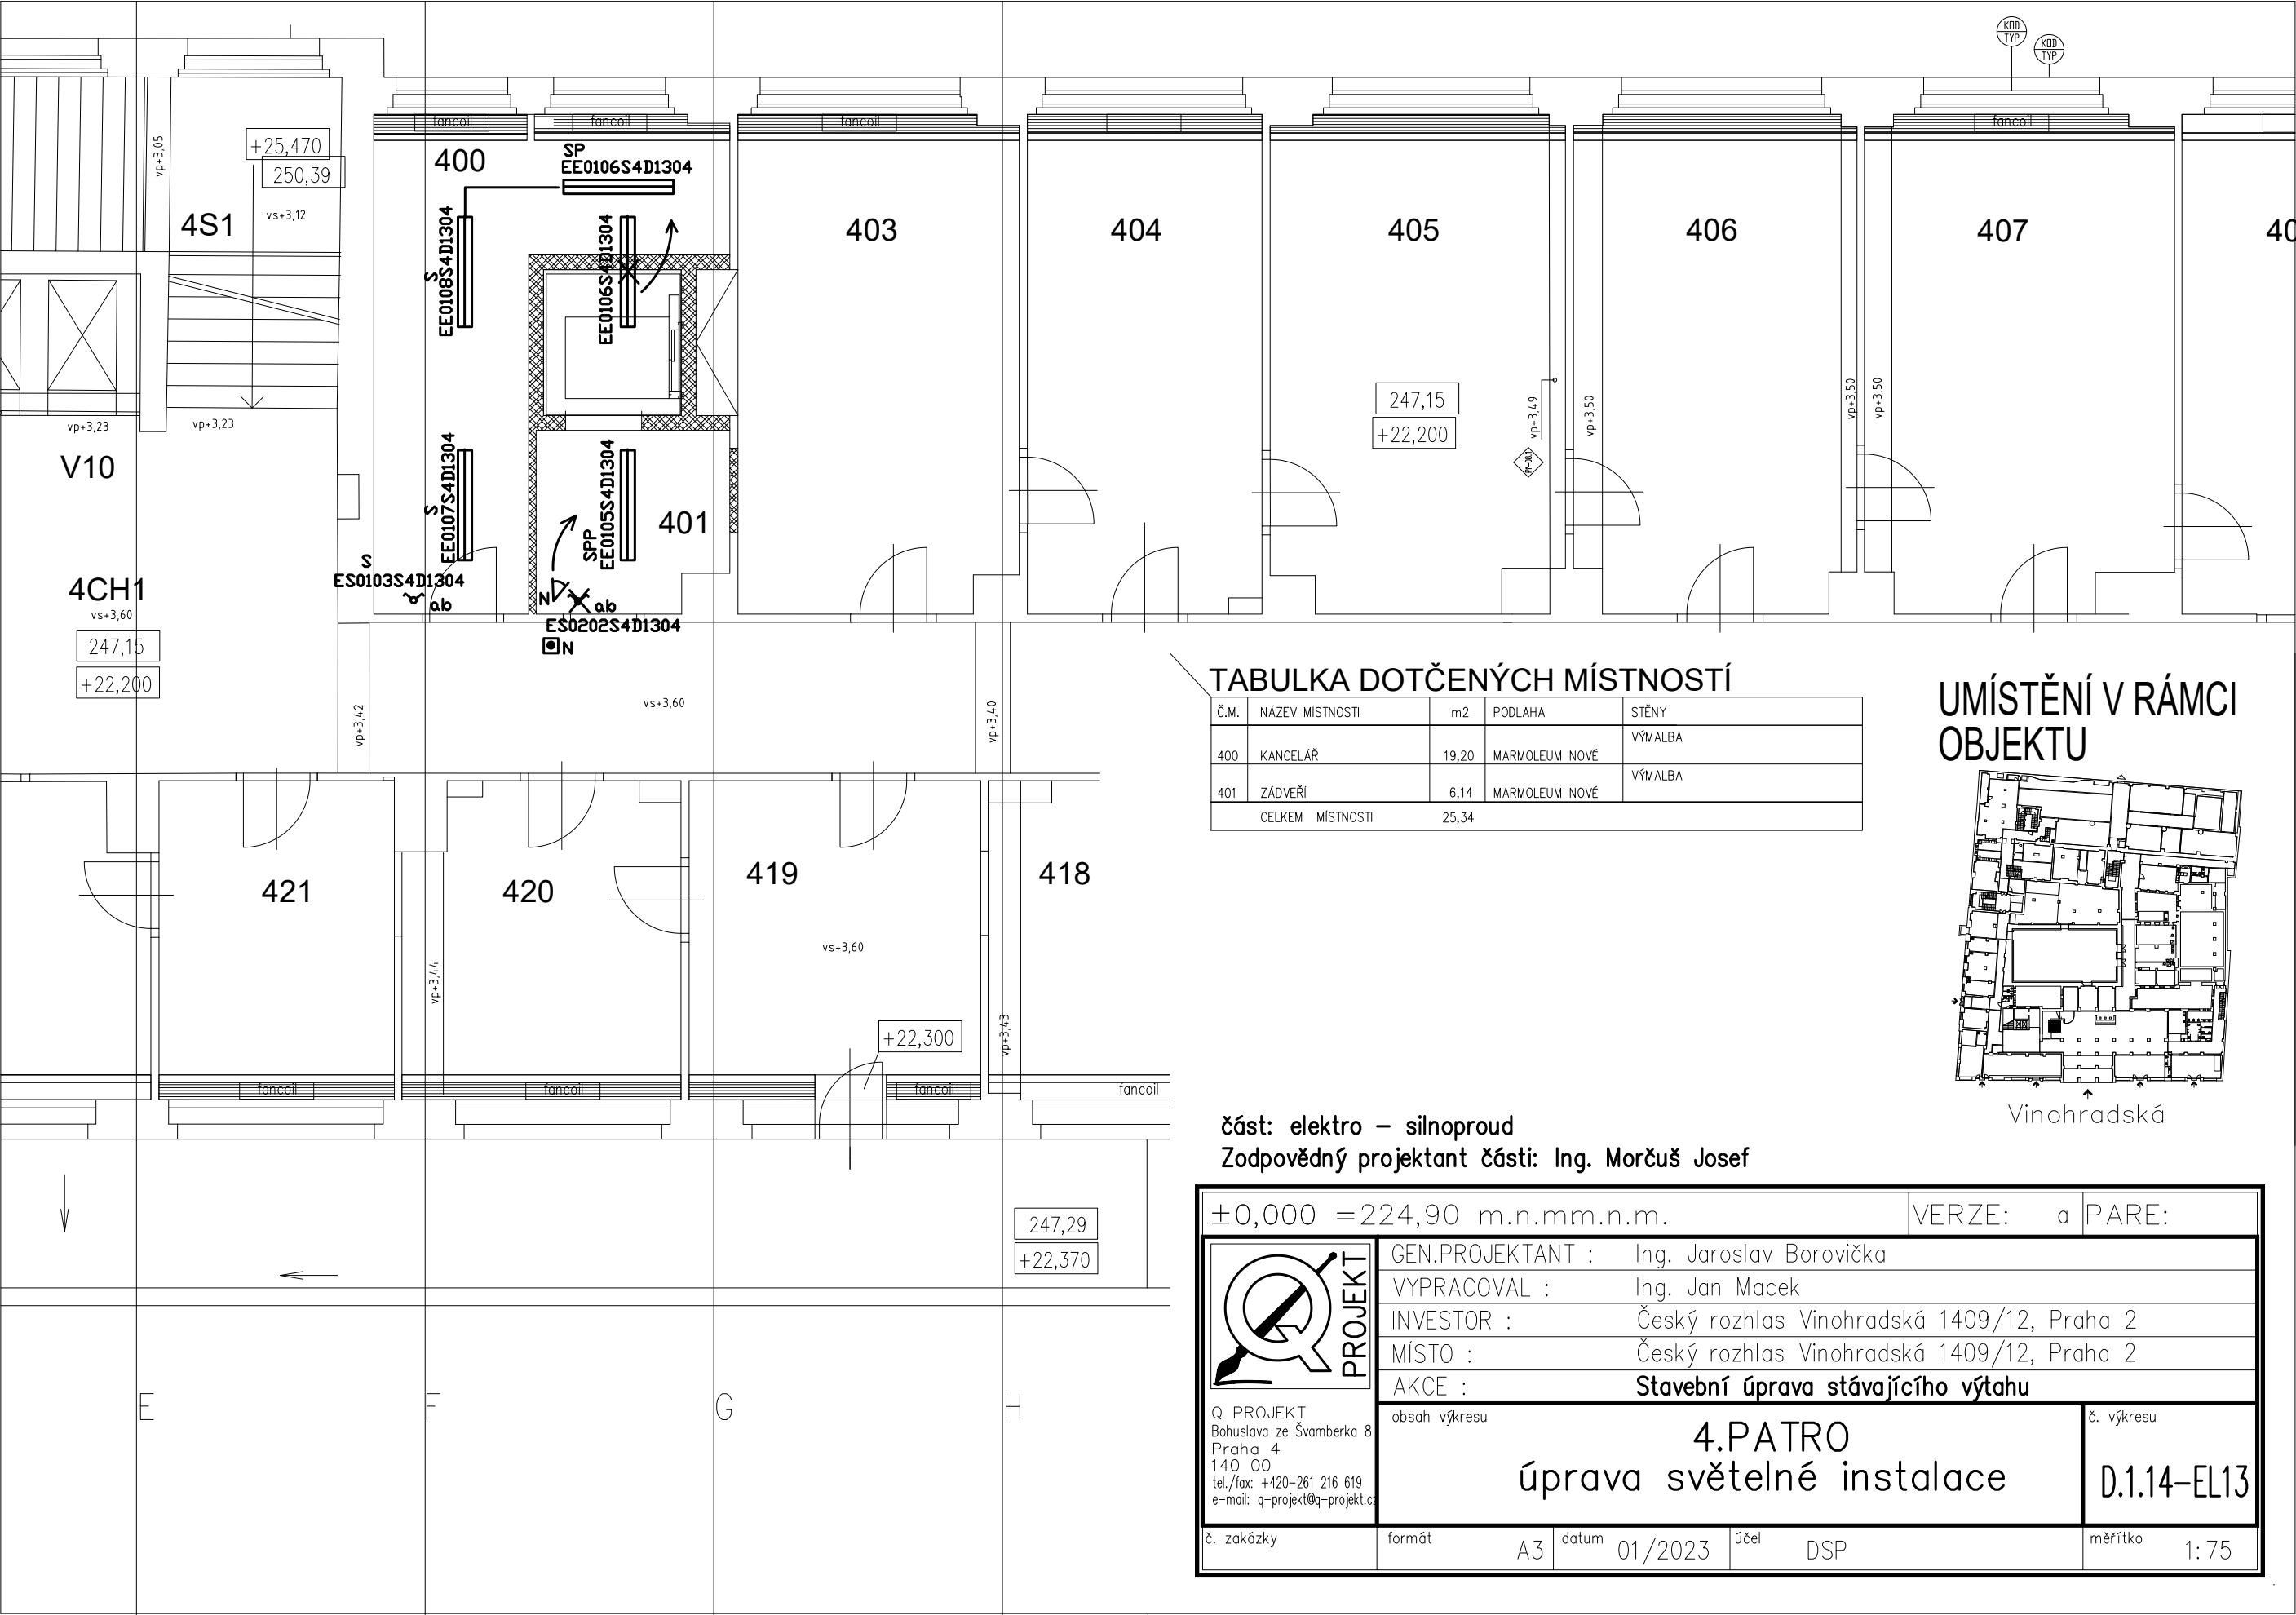 KOD
TYP
KOD
TYP
fancoil
fancoil
fancoil
fancoil
vp+3,05
+25,470
250,39
vs+3,12
4S1
400
SP
EE0106S4D1304
S
EE0108S4D1304
EE0106S4D1304
403
404
405
406
407
40
247,15
+22,200
vp+3,49
vp+3,50
vp+3,50
vp+3,50
vp+3,23
vp+3,23
V10
S
EE0107S4D1304
SPP
EE0105S4D1304
401
S
ES0103S4D1304
ab
N
ab
ES0202S4D1304
N
4CH1
vs+3,60
247,15
+22,200
vp+3,42
vs+3,60
vp+3,40
TABULKA DOTČENÝCH MÍSTNOSTÍ
Č.M. NÁZEV MÍSTNOSTI m2 PODLAHA STĚNY
VÝMALBA
400 KANCELÁŘ 19,20 MARMOLEUM NOVÉ
VÝMALBA
401 ZÁDVEŘÍ 6,14 MARMOLEUM NOVÉ
CELKEM MÍSTNOSTI 25,34
UMÍSTĚNÍ V RÁMCI
OBJEKTU
Vinohradská
421
420
419
418
vp+3,44
vs+3,60
+22,300
vp+3,43
fancoil
fancoil
fancoil
fancoil
247,29
+22,370
E
F
G
H
část: elektro – silnoproud
Zodpovědný projektant části: Ing. Morčuš Josef
±0,000 =224,90 m.n.mm.n.m.
VERZE: a
PARE:
PROJEKT
GEN.PROJEKTANT : Ing. Jaroslav Borovička
VYPRACOVAL : Ing. Jan Macek
INVESTOR : Český rozhlas Vinohradská 1409/12, Praha 2
MÍSTO : Český rozhlas Vinohradská 1409/12, Praha 2
AKCE : Stavební úprava stávajícího výtahu
Q PROJEKT
Bohuslava ze Švamberka 8
Praha 4
140 00
tel./fax: +420–261 216 619
e–mail: q–projekt@q–projekt.cz
obsah výkresu
4.PATRO
úprava světelné instalace
č. výkresu
D.1.14–EL13
č. zakázky
formát A3
datum 01/2023
účel DSP
měřítko 1:75